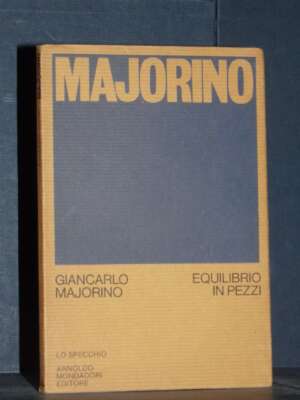 MAJORINO
GIANCARLO
MAJORINO
EQUILIBRIO
IN PEZZI
LO SPECCHIO
ARNOLDO
MONDADORI
EDITORE